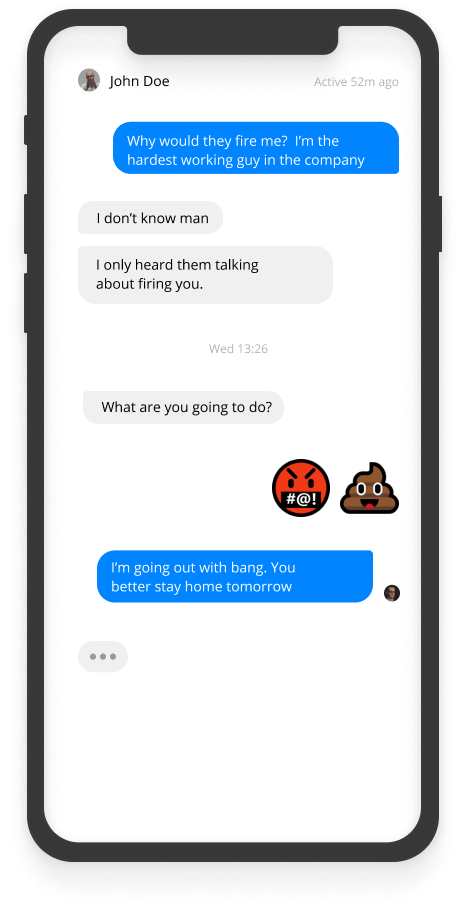 John Doe
Active 52m ago
Why would they fire me?  I'm the
hardest working guy in the company
I don't know man
I only heard them talking
about firing you.
Wed 13:26
What are you going to do?
#@!
I'm going out with bang. You
better stay home tomorrow